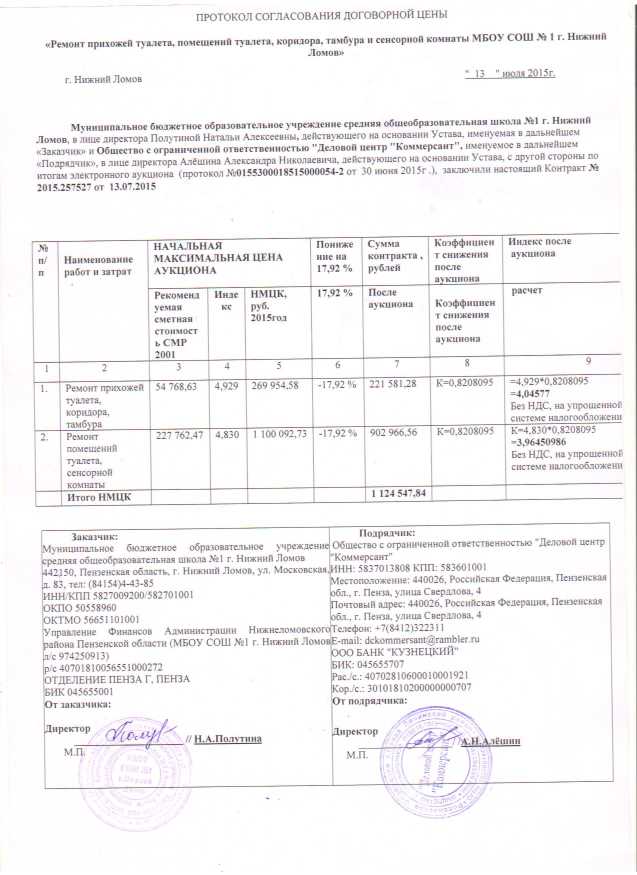 ПРОТОКОЛ СОГЛАСОВАНИЯ ДОГОВОРНОЙ ЦЕНЫ
«Ремонт прихожей туалета, помещений туалета, коридора, тамбура и сенсорной комнаты МБОУ СОШ № 1 г. Нижний
Ломов»
г. Нижний Ломов " 13 " июля 2015г.
Муниципальное бюджетное образовательное учреждение средняя общеобразовательная школа №1 г. Нижний
Ломов, в лице директора Полутиной Натальи Алексеевны, действующего на основании Устава, именуемая в дальнейшем
«Заказчик» и Общество с ограниченной ответственностью "Деловой центр "Коммерсант", именуемое в дальнейшем
«Подрядчик», в лице директора Алёшина Александра Николаевича, действующего на основании Устава, с другой стороны по
итогам электронного аукциона (протокол №0155300018515000054-2 от 30 июня 2015г .), заключили настоящий Контракт №
2015.257527 от 13.07.2015
№
п/
п
Наименование
работ и затрат
НАЧАЛЬНАЯ
МАКСИМАЛЬНАЯ ЦЕНА
АУКЦИОНА
Пониже
ние на
17,92 %
Сумма
контракта ,
рублей
Коэффициен
т снижения
после
аукциона
Индекс после
аукциона
Рекоменд
уемая
сметная
стоимост
ь СМР
2001
Инде
кс
НМЦК,
руб.
2015год
17,92 %
После
аукциона
Коэффициен
т снижения
после
аукциона
расчет
1 2 3 4 5 6 7 8 9
1.
Ремонт прихожей
туалета,
коридора,
тамбура
54 768,63
4,929
269 954,58
-17,92 %
221 581,28
К=0,8208095
=4,929*0,8208095
=4,04577
Без НДС, на упрощенной
системе налогообложени
2.
Ремонт
помещений
туалета,
сенсорной
комнаты
227 762,47
4,830
1 100 092,73
-17,92 %
902 966,56
К=0,8208095
К=4,830*0,8208095
=3,96450986
Без НДС, на упрощенной
системе налогообложени
Итого НМЦК 1 124 547,84
Заказчик:
Муниципальное бюджетное образовательное учреждение
средняя общеобразовательная школа №1 г. Нижний Ломов
442150, Пензенская область, г. Нижний Ломов, ул. Московская,
д. 83, тел: (84154)4-43-85
ИНН/КПП 5827009200/582701001
ОКПО 50558960
ОКТМО 56651101001
Управление Финансов Администрации Нижнеломовского
района Пензенской области (МБОУ СОШ №1 г. Нижний Ломов
л/с 974250913)
р/с 40701810056551000272
ОТДЕЛЕНИЕ ПЕНЗА Г, ПЕНЗА
БИК 045655001
От заказчика:
Директор
// Н.А.Полутина
М.П.
Подрядчик:
Общество с ограниченной ответственностью "Деловой центр
"Коммерсант"
ИНН: 5837013808 КПП: 583601001
Местоположение: 440026, Российская Федерация, Пензенская
обл., г. Пенза, улица Свердлова, 4
Почтовый адрес: 440026, Российская Федерация, Пензенская
обл., г. Пенза, улица Свердлова, 4
Телефон: +7(8412)322311
E-mail: dckommersant@rambler.ru
ООО БАНК "КУЗНЕЦКИЙ"
БИК: 045655707
Рас./с.: 40702810600010001921
Кор./с.: 30101810200000000707
От подрядчика:
Директор
//А.Н.Алёшин
М.П.
"Деловой
Коммерсант"